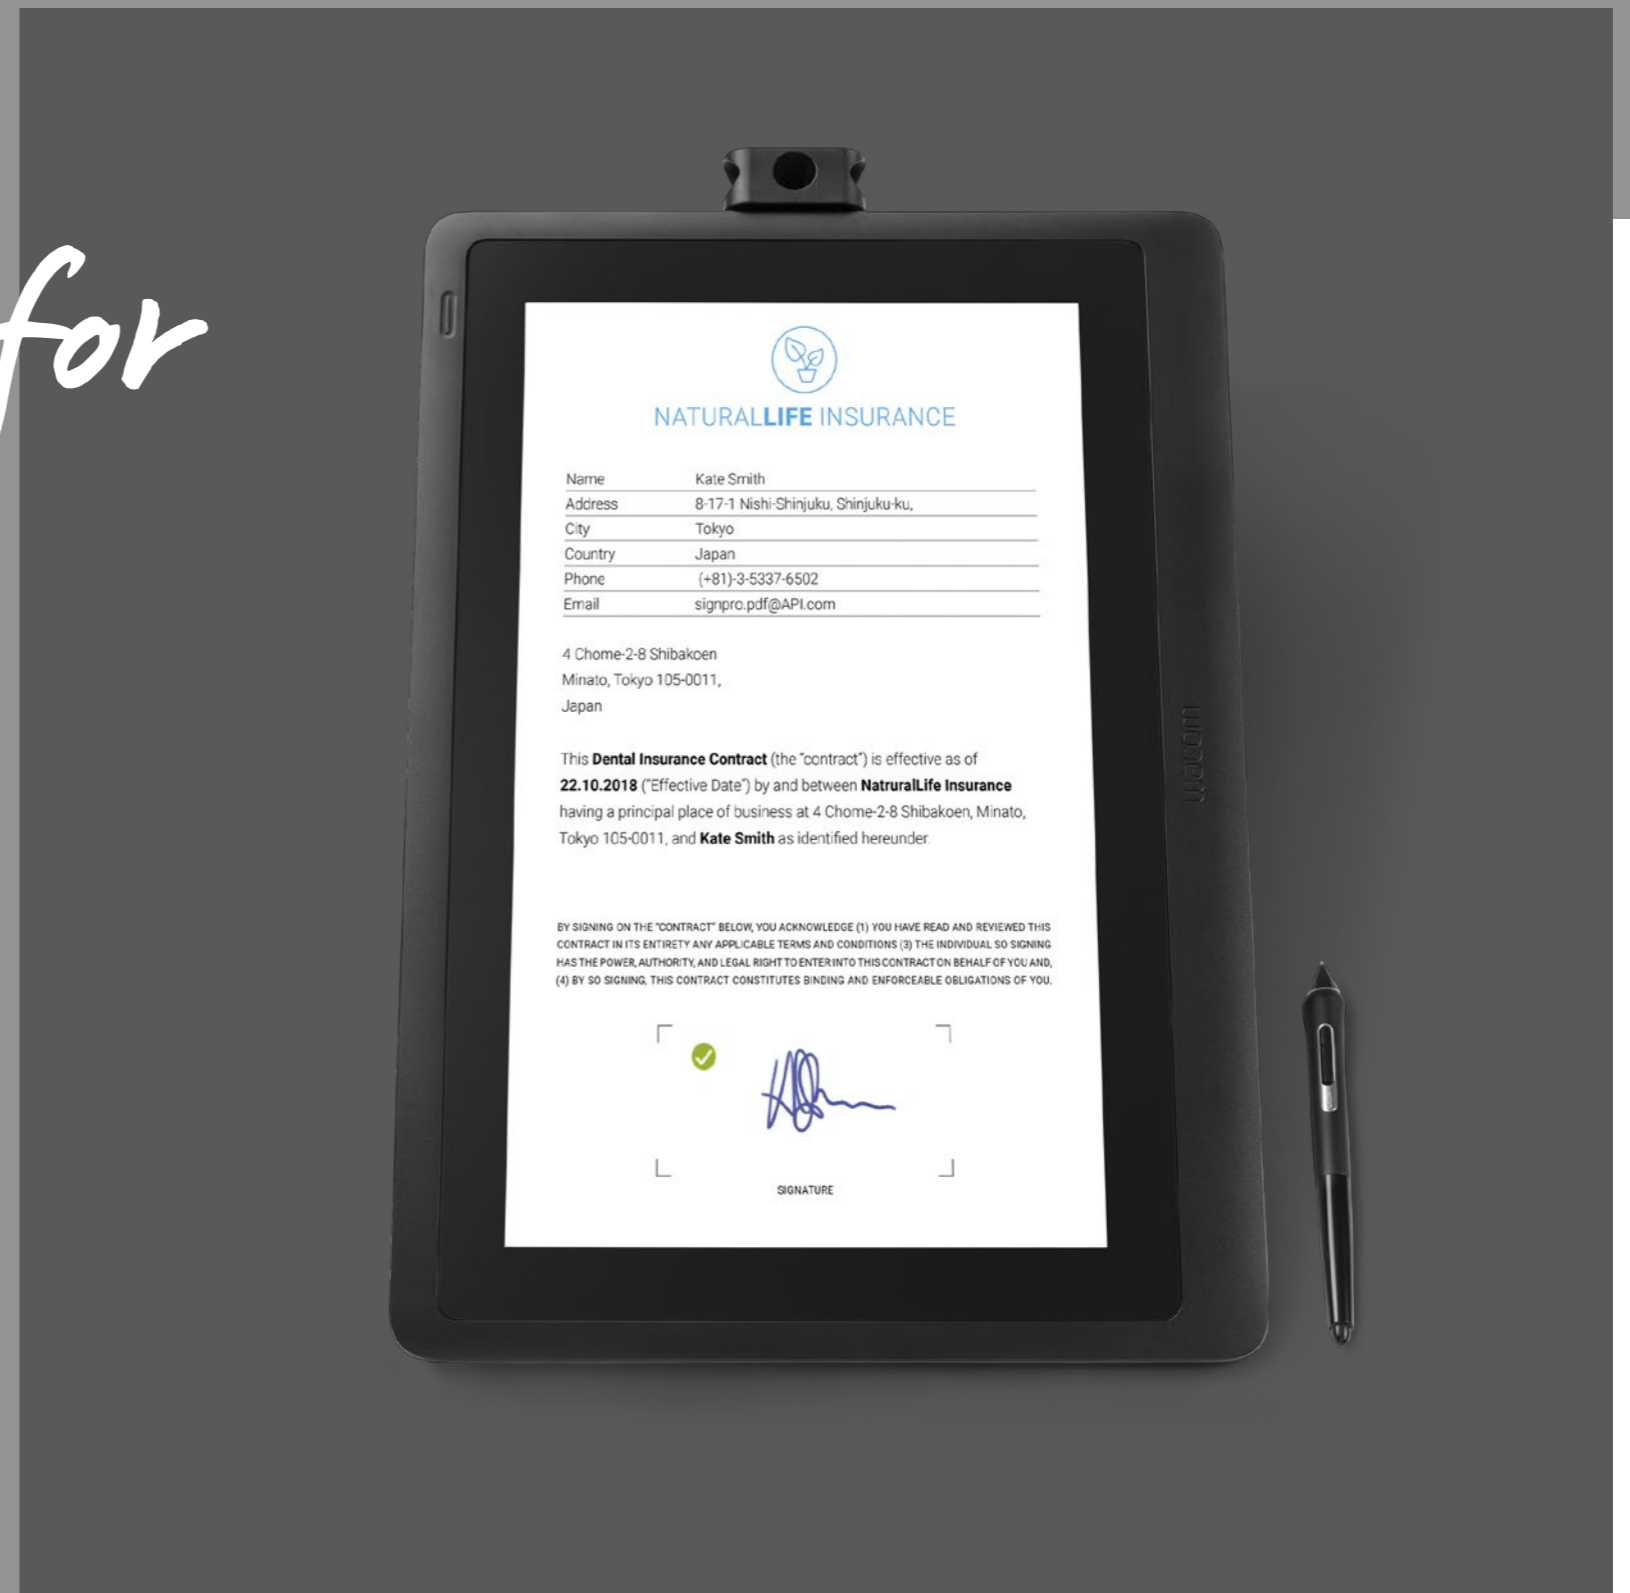 for
NATURALLIFE INSURANCE
Name Kate Smith
Address 8-17-1 Nishi-Shinjuku, Shinjuku-ku,
City Tokyo
Country Japan
Phone (+81)-3-5337-6502
Email signpro.pdf@API.com
4 Chome-2-8 Shibakoen
Minato, Tokyo 105-0011,
Japan
This Dental Insurance Contract (the "contract") is effective as of
22.10.2018 ("Effective Date") by and between NatruralLife Insurance
having a principal place of business at 4 Chome-2-8 Shibakoen, Minato,
Tokyo 105-0011, and Kate Smith as identified hereunder.
BY SIGNING ON THE "CONTRACT" BELOW, YOU ACKNOWLEDGE (1) YOU HAVE READ AND REVIEWED THIS
CONTRACT IN ITS ENTIRETY ANY APPLICABLE TERMS AND CONDITIONS (3) THE INDIVIDUAL SO SIGNING
HAS THE POWER, AUTHORITY, AND LEGAL RIGHT TO ENTER INTO THIS CONTRACT ON BEHALF OF YOU AND,
(4) BY SO SIGNING, THIS CONTRACT CONSTITUTES BINDING AND ENFORCEABLE OBLIGATIONS OF YOU.
SIGNATURE
wacom